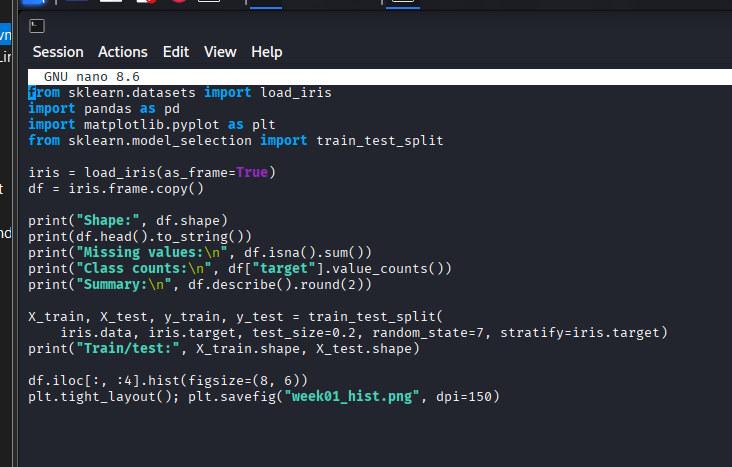 Session Actions Edit View Help
GNU nano 8.6
from sklearn.datasets import load_iris
import pandas as pd
import matplotlib.pyplot as plt
from sklearn.model_selection import train_test_split

iris = load_iris(as_frame=True)
df = iris.frame.copy()

print("Shape:", df.shape)
print(df.head().to_string())
print("Missing values:\n", df.isna().sum())
print("Class counts:\n", df["target"].value_counts())
print("Summary:\n", df.describe().round(2))

X_train, X_test, y_train, y_test = train_test_split(
    iris.data, iris.target, test_size=0.2, random_state=7, stratify=iris.target)
print("Train/test:", X_train.shape, X_test.shape)

df.iloc[:, :4].hist(figsize=(8, 6))
plt.tight_layout(); plt.savefig("week01_hist.png", dpi=150)